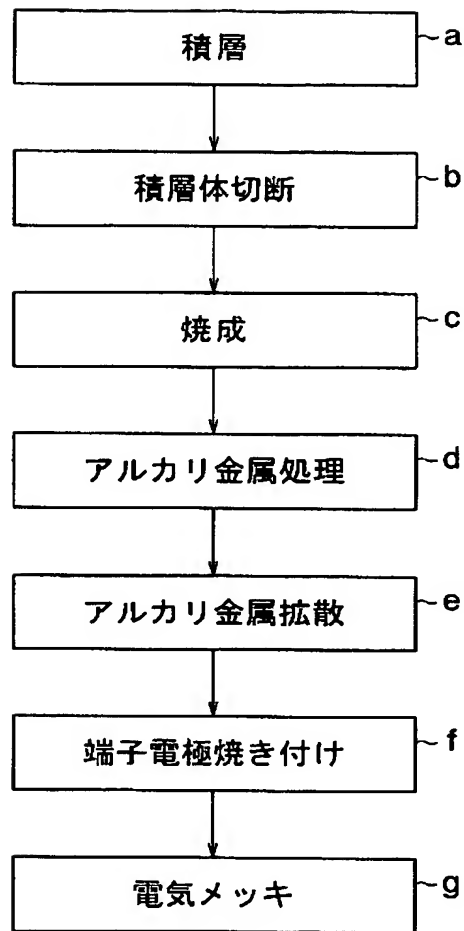 積層 ~a
積層体切断 ~b
焼成 ~c
アルカリ金属処理 ~d
アルカリ金属拡散 ~e
端子電極焼き付け ~f
電気メッキ ~g